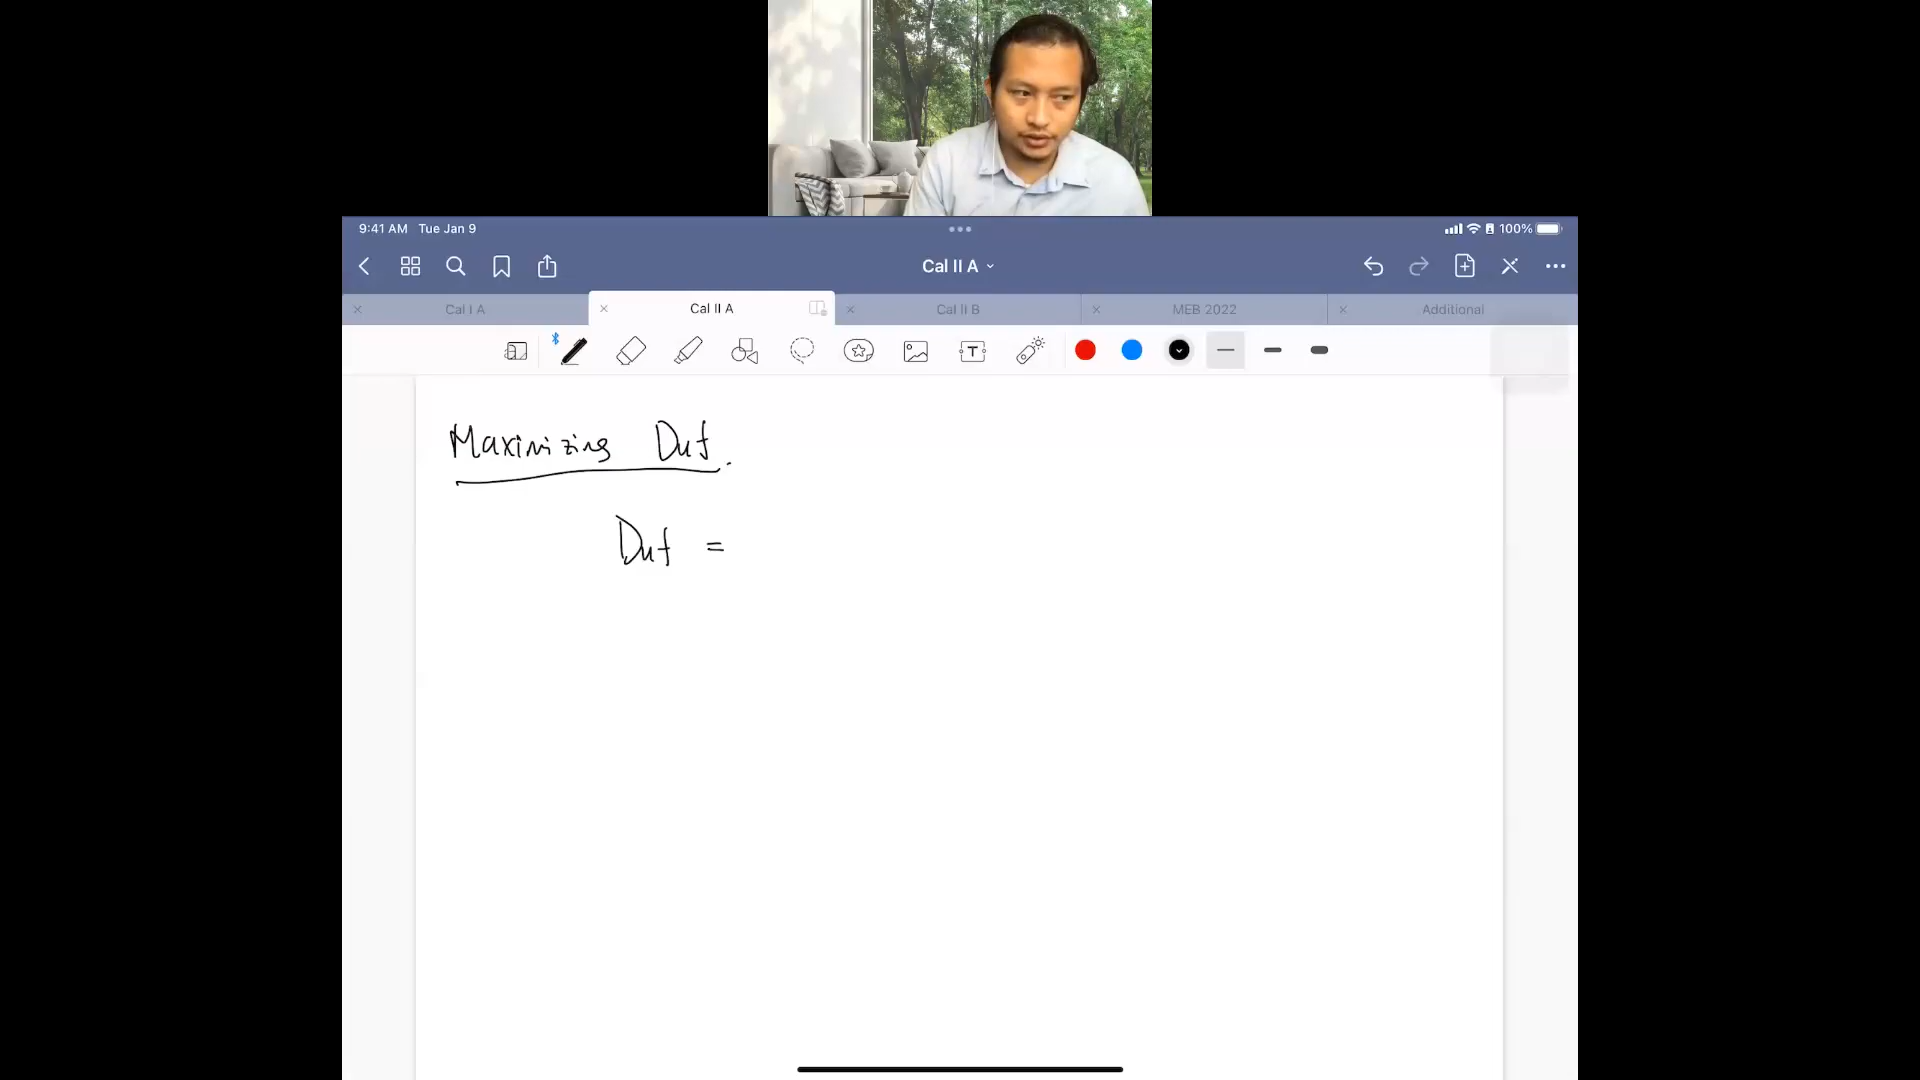 9:41 AM Tue Jan 9
100%
Cal II A
Cal I A
Cal II A
Cal II B
MEB 2022
Additional
T
Maximizing Duf.
Duf =